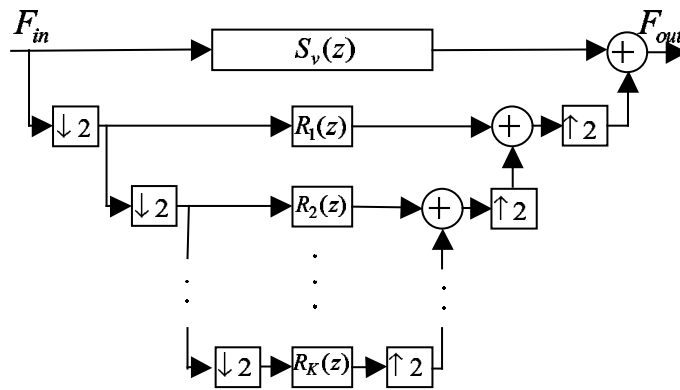 F_in F_out
S_v(z)
+
↓2 R_1(z) + ↑2
↓2 R_2(z) + ↑2
↓2 R_K(z) ↑2